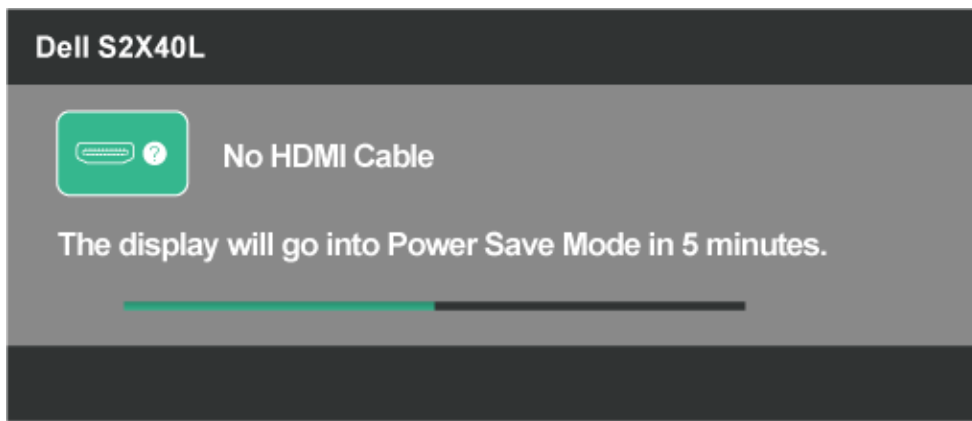 Dell S2X40L
?
No HDMI Cable
The display will go into Power Save Mode in 5 minutes.